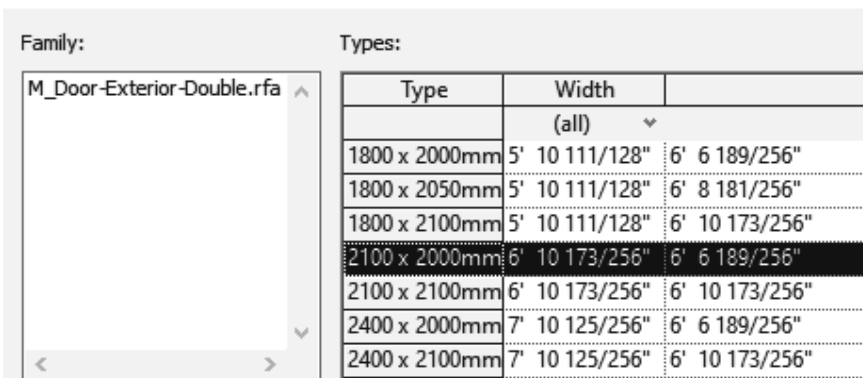 Family: Types:
M_Door-Exterior-Double.rfa
Type Width
(all)
1800 x 2000mm 5' 10 111/128" 6' 6 189/256"
1800 x 2050mm 5' 10 111/128" 6' 8 181/256"
1800 x 2100mm 5' 10 111/128" 6' 10 173/256"
2100 x 2000mm 6' 10 173/256" 6' 6 189/256"
2100 x 2100mm 6' 10 173/256" 6' 10 173/256"
2400 x 2000mm 7' 10 125/256" 6' 6 189/256"
2400 x 2100mm 7' 10 125/256" 6' 10 173/256"